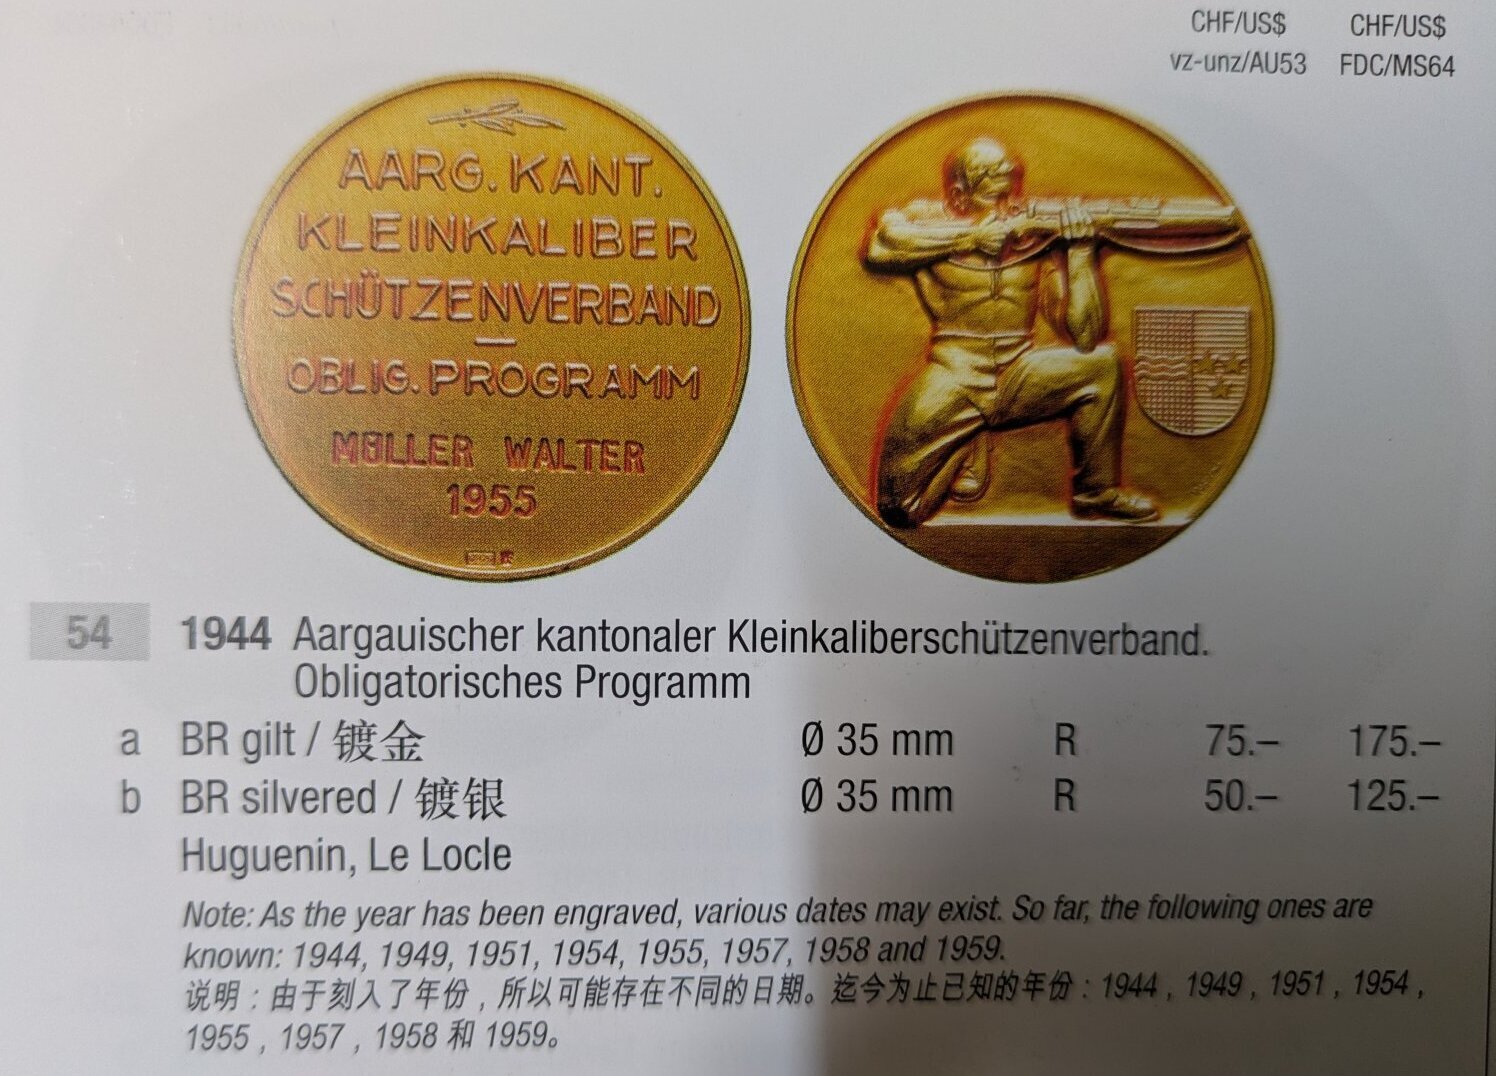 CHF/US$ CHF/US$
vz-unz/AU53 FDC/MS64
AARG. KANT.
KLEINKALIBER
SCHÜTZENVERBAND
OBLIG. PROGRAMM
MÜLLER WALTER
1955
54 1944 Aargauischer kantonaler Kleinkaliberschützenverband.
Obligatorisches Programm
a BR gilt / 镀金 Ø 35 mm R 75.– 175.–
b BR silvered / 镀银 Ø 35 mm R 50.– 125.–
Huguenin, Le Locle
Note: As the year has been engraved, various dates may exist. So far, the following ones are
known: 1944, 1949, 1951, 1954, 1955, 1957, 1958 and 1959.
说明：由于刻入了年份，所以可能存在不同的日期。迄今为止已知的年份：1944，1949，1951，1954，
1955，1957，1958 和 1959。